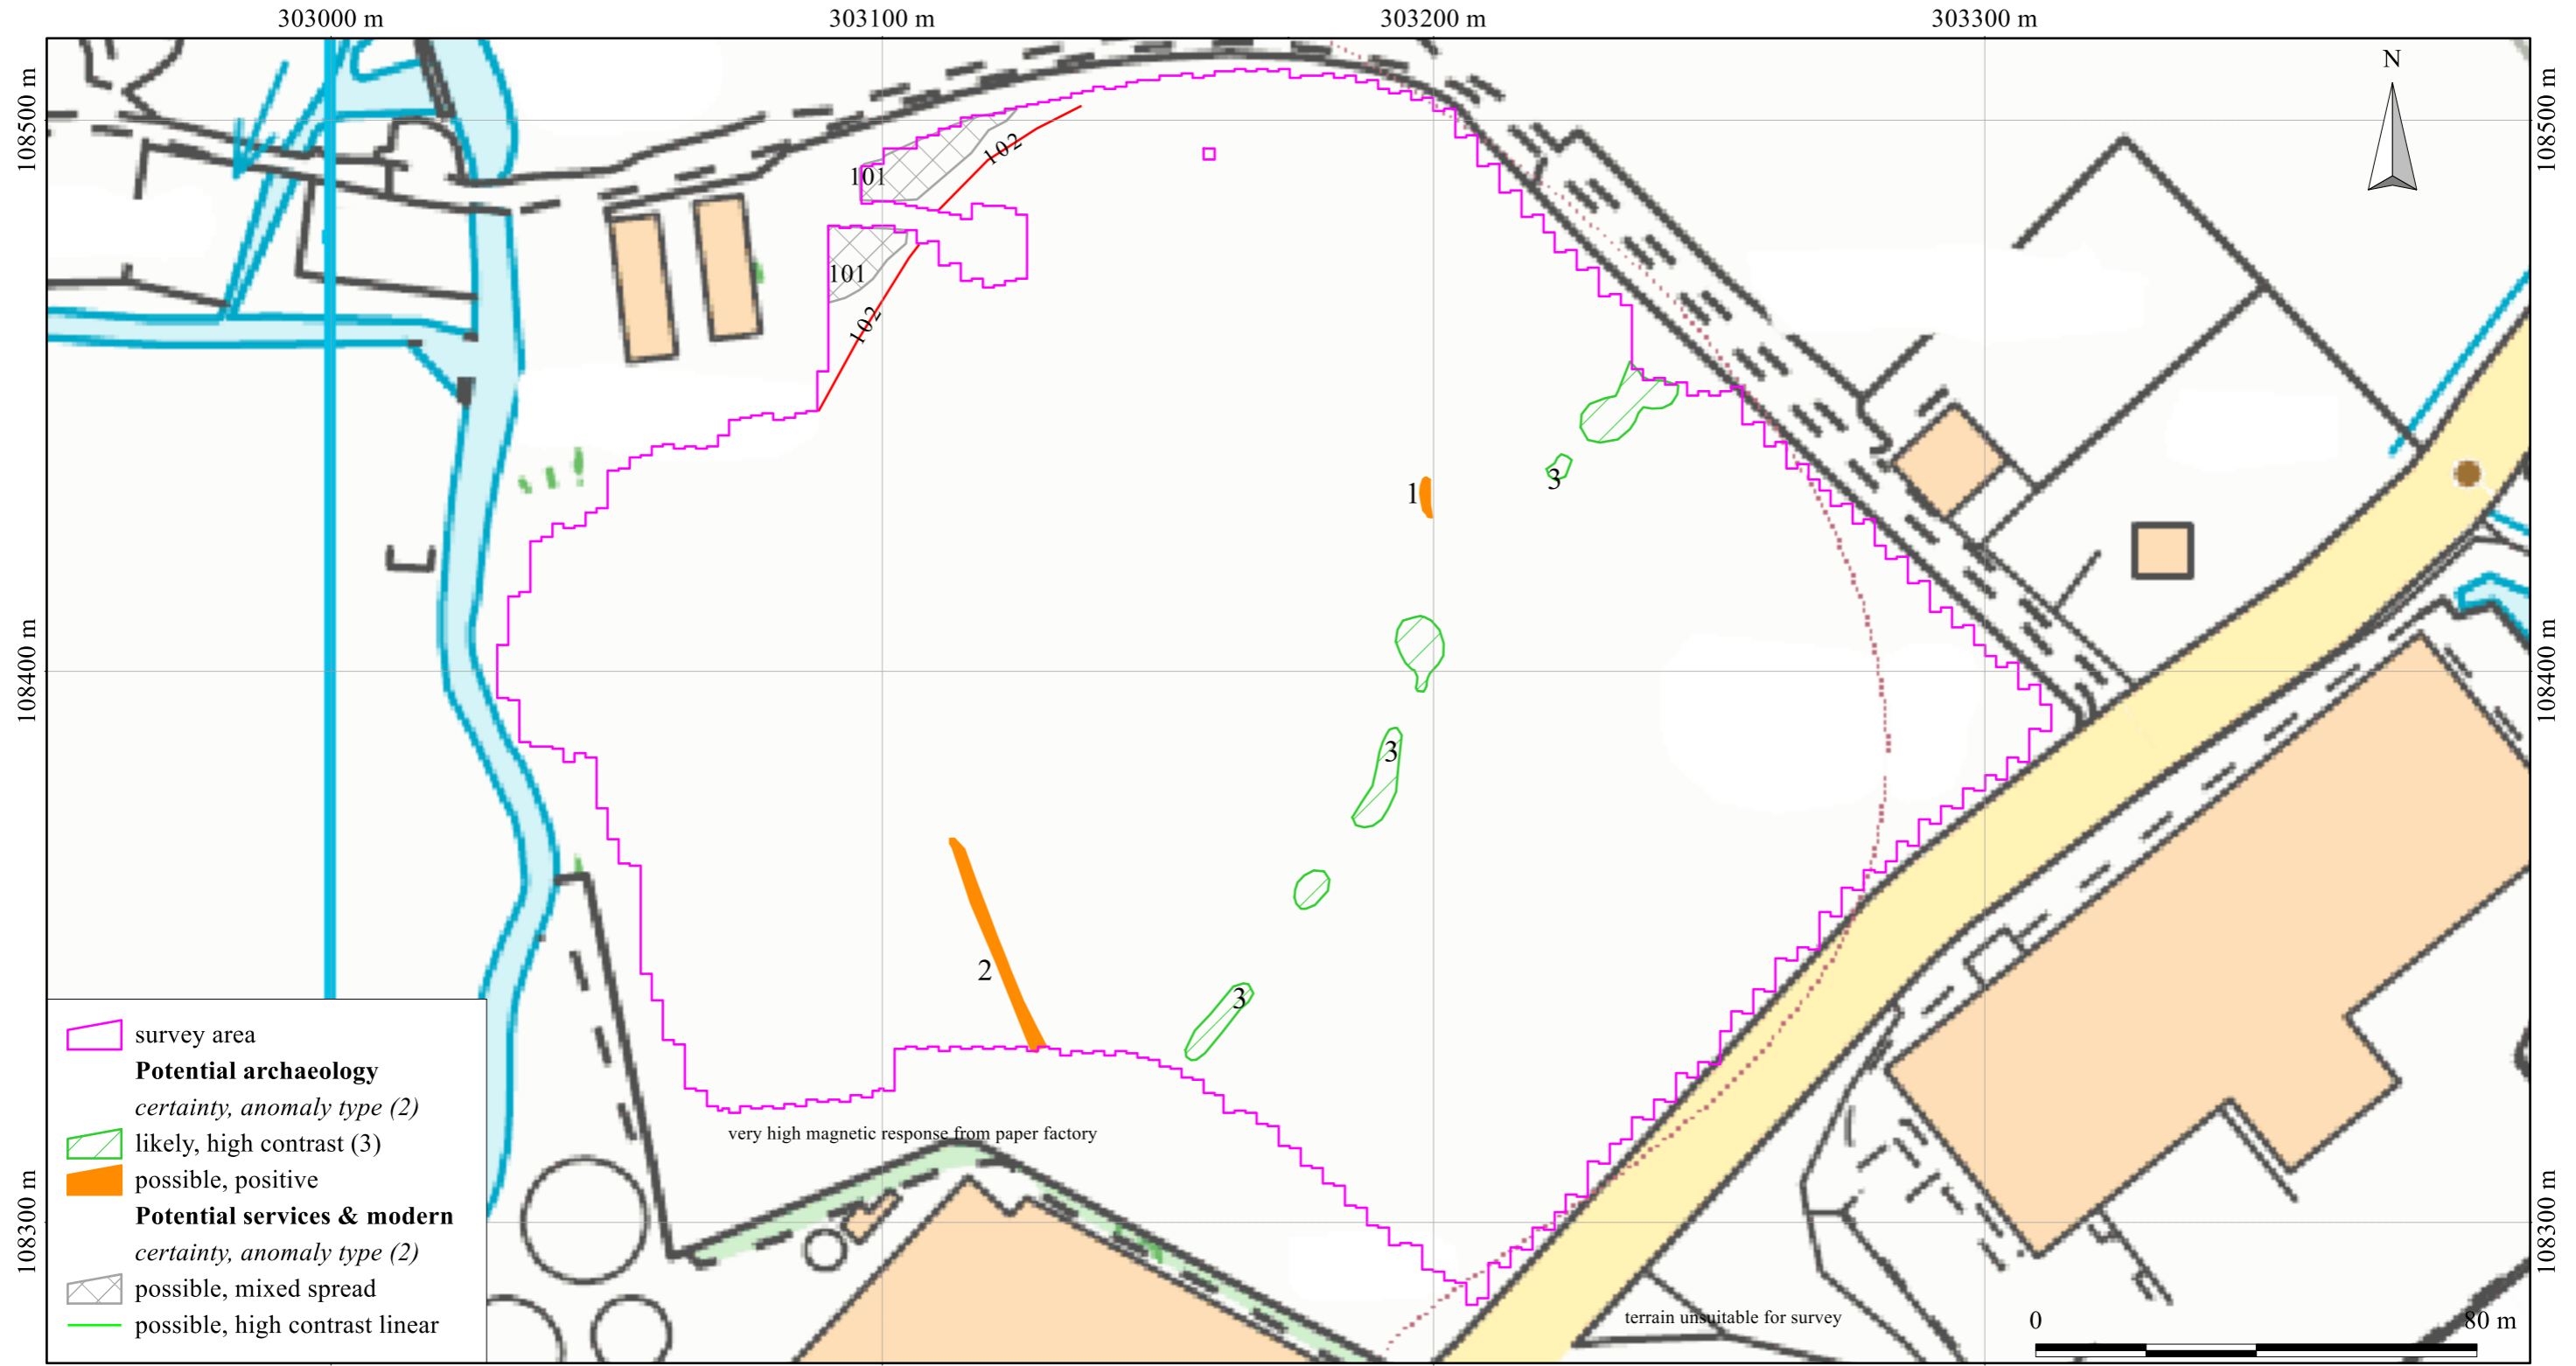 303000 m 303100 m 303200 m 303300 m
N
108500 m
108500 m
101
102
101
102
1
3
108400 m
108400 m
3
2
3
survey area
Potential archaeology
certainty, anomaly type (2)
likely, high contrast (3)
possible, positive
Potential services & modern
certainty, anomaly type (2)
possible, mixed spread
possible, high contrast linear
very high magnetic response from paper factory
108300 m
108300 m
terrain unsuitable for survey
0 80 m